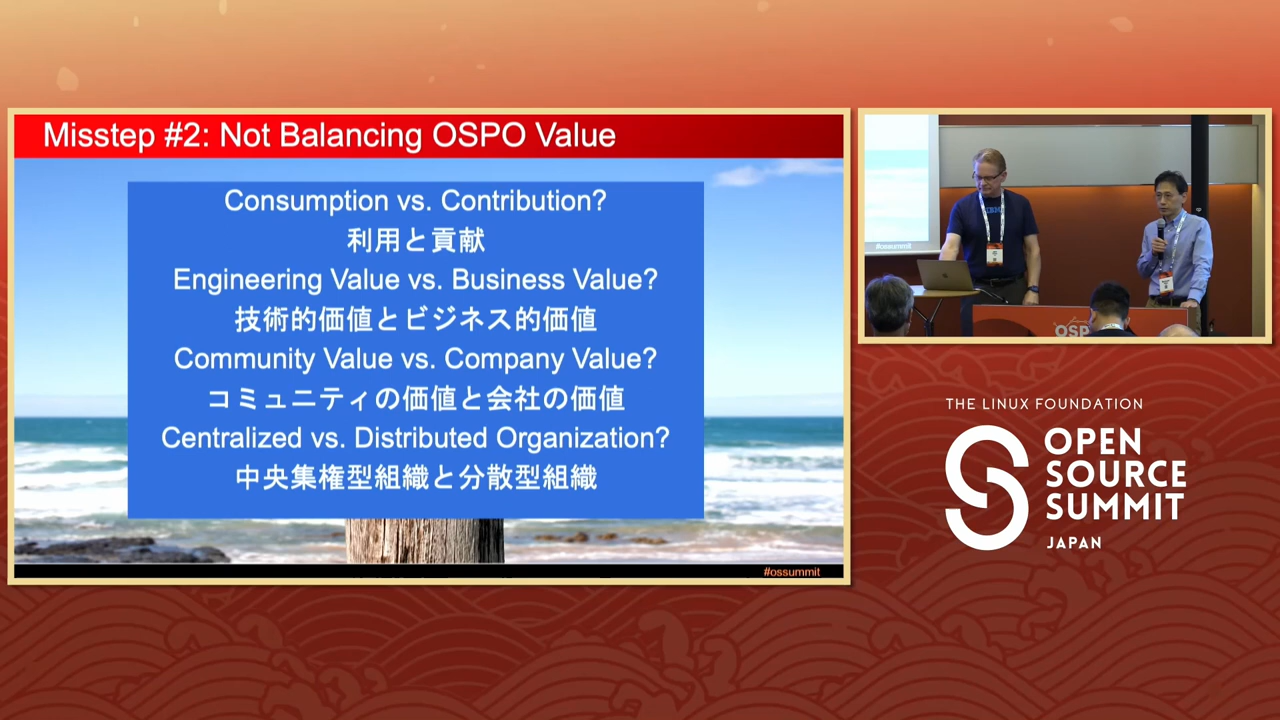 Misstep #2: Not Balancing OSPO Value
Consumption vs. Contribution?
利用と貢献
Engineering Value vs. Business Value?
技術的価値とビジネス的価値
Community Value vs. Company Value?
コミュニティの価値と会社の価値
Centralized vs. Distributed Organization?
中央集権型組織と分散型組織
#ossummit
#ossummit
IBM
OSP
THE LINUX FOUNDATION
OPEN
SOURCE
SUMMIT
JAPAN